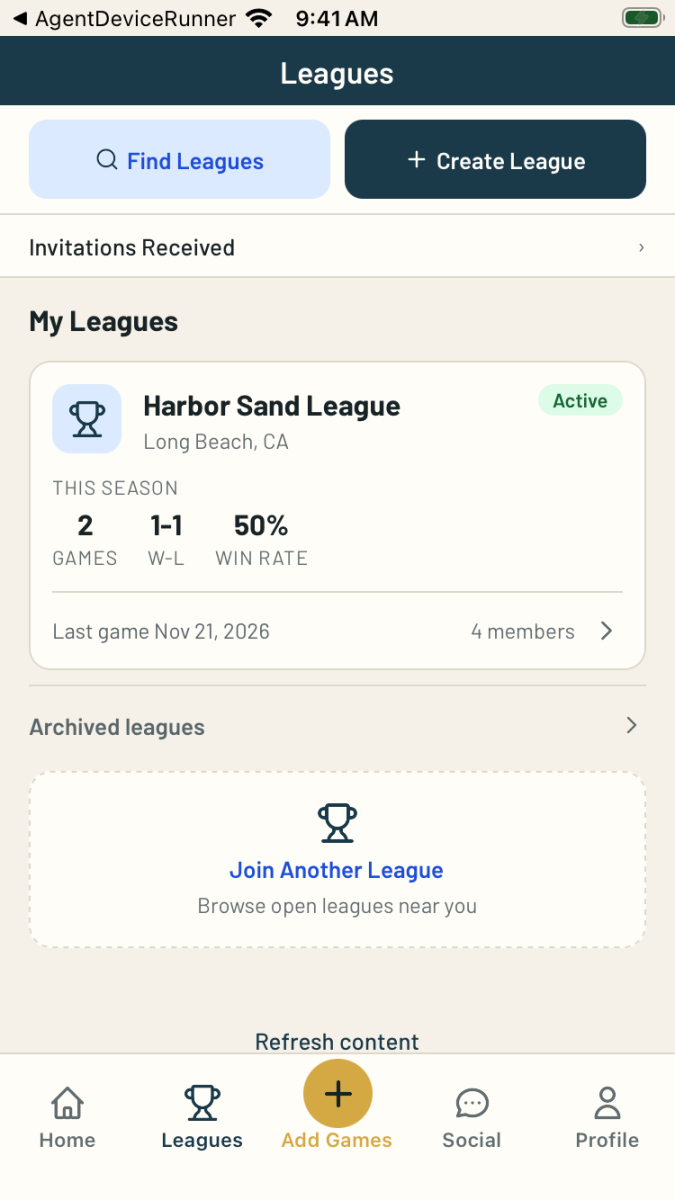 AgentDeviceRunner 9:41 AM
Leagues
Find Leagues
Create League
Invitations Received
My Leagues
Harbor Sand League
Active
Long Beach, CA
THIS SEASON
2 1-1 50%
GAMES W-L WIN RATE
Last game Nov 21, 2026 4 members
Archived leagues
Join Another League
Browse open leagues near you
Refresh content
Home Leagues Add Games Social Profile